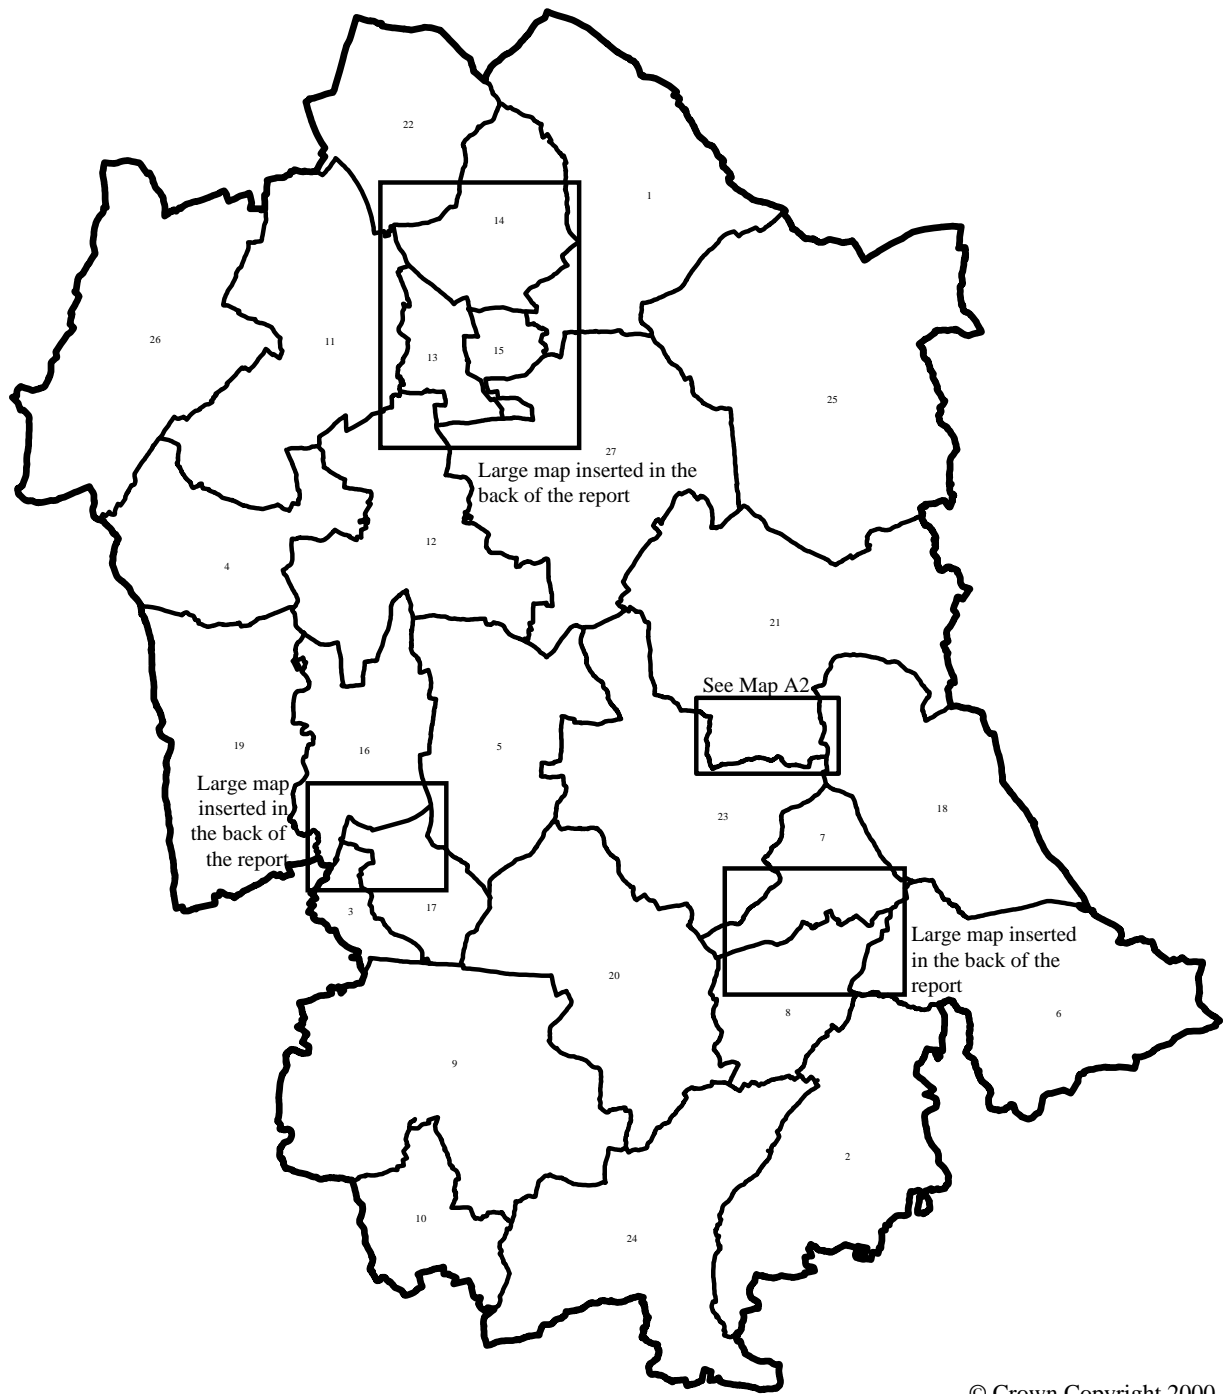 22
1
14
26
11
15
13
25
27
Large map inserted in the
back of the report
12
4
21
See Map A2
19
16
5
Large map
inserted in
the back of
the report
18
23
7
3
17
Large map inserted
in the back of the
report
20
8
6
9
2
10
24
© Crown Copyright 2000